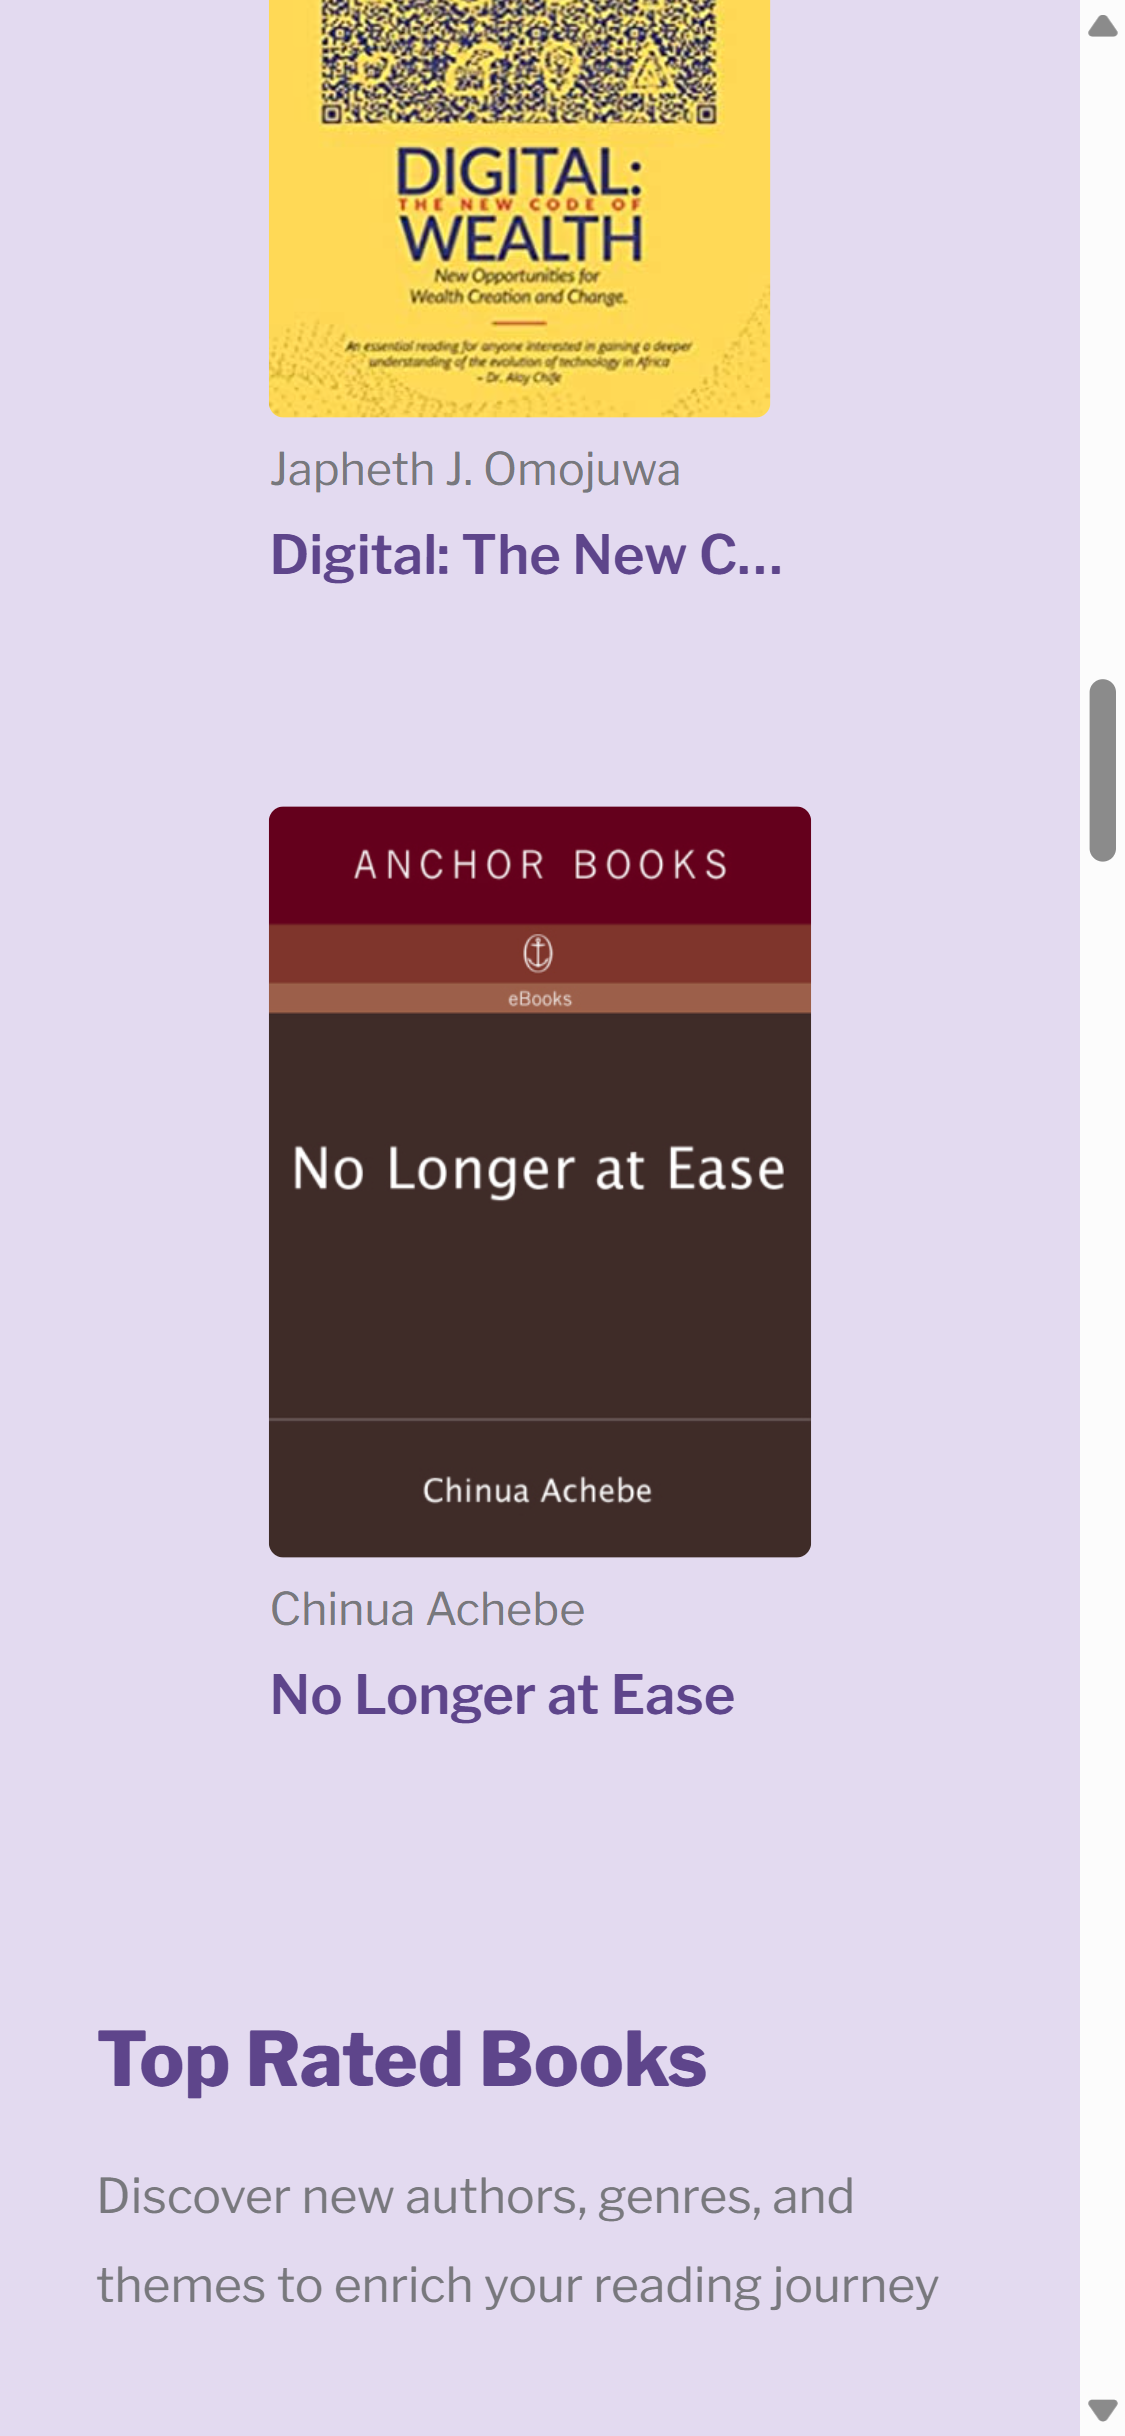 DIGITAL:
THE NEW CODE OF
WEALTH
New Opportunities for
Wealth Creation and Change.
An essential reading for anyone interested in gaining a deeper
understanding of the evolution of technology in Africa
- Dr. Aloy Chife
Japheth J. Omojuwa
Digital: The New C...
ANCHOR BOOKS
eBooks
No Longer at Ease
Chinua Achebe
Chinua Achebe
No Longer at Ease
Top Rated Books
Discover new authors, genres, and
themes to enrich your reading journey